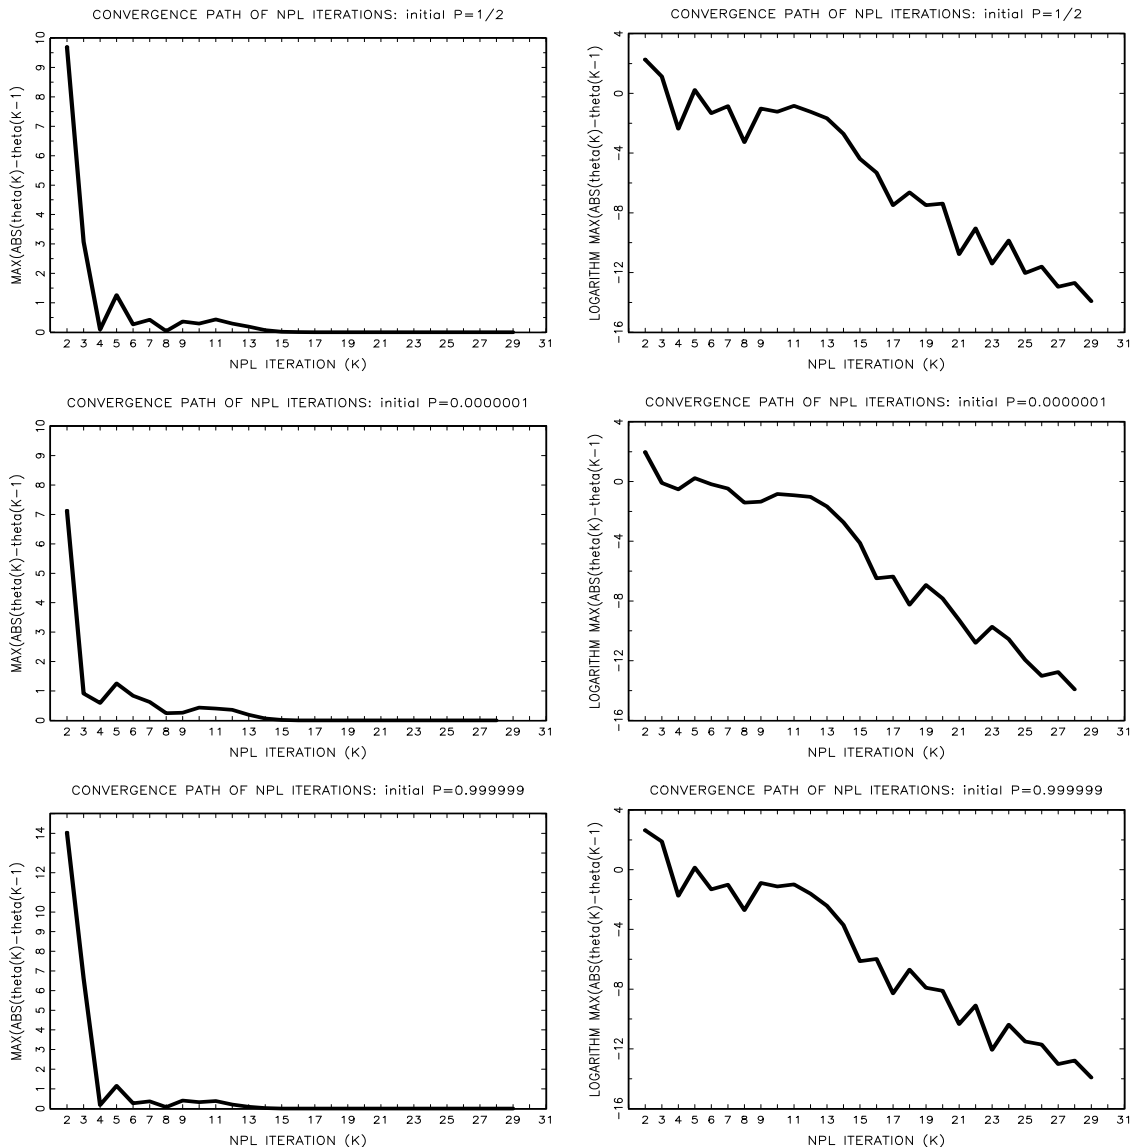 CONVERGENCE PATH OF NPL ITERATIONS: initial P=1/2
MAX(ABS(theta(K)-theta(K-1)
10
9
8
7
6
5
4
3
2
1
0
2 3 4 5 6 7 8 9 11 13 15 17 19 21 23 25 27 29 31
NPL ITERATION (K)
CONVERGENCE PATH OF NPL ITERATIONS: initial P=1/2
LOGARITHM MAX(ABS(theta(K)-theta(K-1)
4
0
-4
-8
-12
-16
2 3 4 5 6 7 8 9 11 13 15 17 19 21 23 25 27 29 31
NPL ITERATION (K)
CONVERGENCE PATH OF NPL ITERATIONS: initial P=0.0000001
MAX(ABS(theta(K)-theta(K-1)
10
9
8
7
6
5
4
3
2
1
0
2 3 4 5 6 7 8 9 11 13 15 17 19 21 23 25 27 29 31
NPL ITERATION (K)
CONVERGENCE PATH OF NPL ITERATIONS: initial P=0.0000001
LOGARITHM MAX(ABS(theta(K)-theta(K-1)
4
0
-4
-8
-12
-16
2 3 4 5 6 7 8 9 11 13 15 17 19 21 23 25 27 29 31
NPL ITERATION (K)
CONVERGENCE PATH OF NPL ITERATIONS: initial P=0.999999
MAX(ABS(theta(K)-theta(K-1)
14
12
10
9
8
7
6
5
4
3
2
1
0
2 3 4 5 6 7 8 9 11 13 15 17 19 21 23 25 27 29 31
NPL ITERATION (K)
CONVERGENCE PATH OF NPL ITERATIONS: initial P=0.999999
LOGARITHM MAX(ABS(theta(K)-theta(K-1)
4
0
-4
-8
-12
-16
2 3 4 5 6 7 8 9 11 13 15 17 19 21 23 25 27 29 31
NPL ITERATION (K)